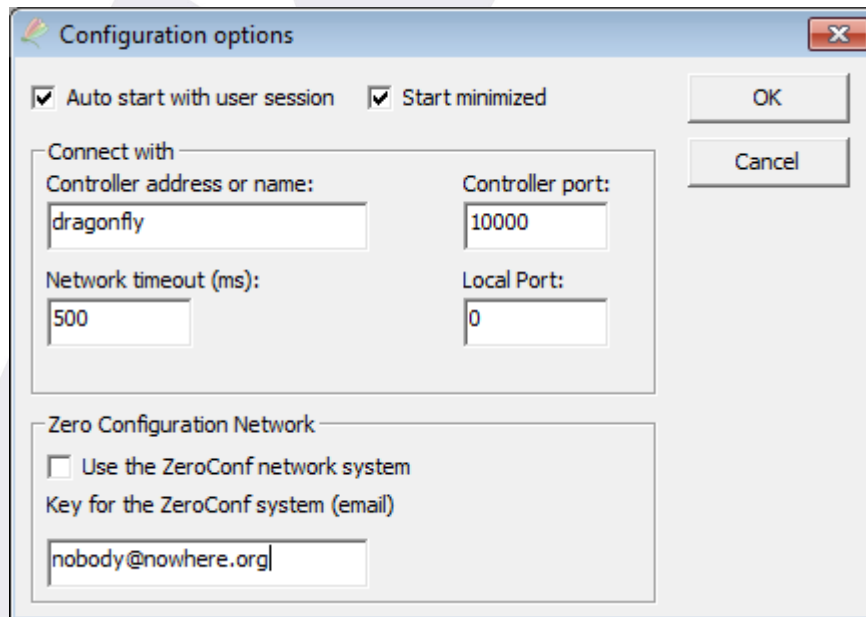 Configuration options
Auto start with user session Start minimized OK
Connect with Cancel
Controller address or name: Controller port:
dragonfly 10000
Network timeout (ms): Local Port:
500 0
Zero Configuration Network
Use the ZeroConf network system
Key for the ZeroConf system (email)
nobody@nowhere.org